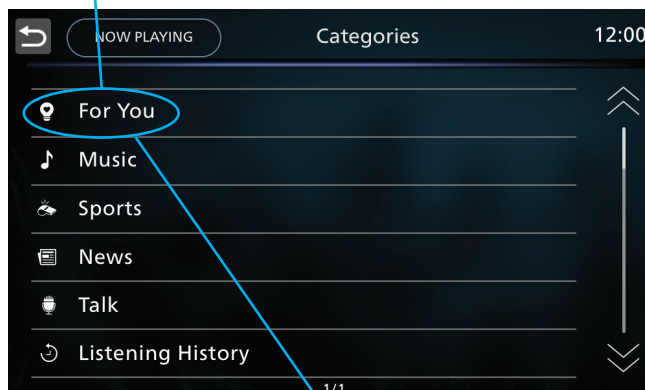 NOW PLAYING Categories 12:00
For You
Music
Sports
News
Talk
Listening History
1/1